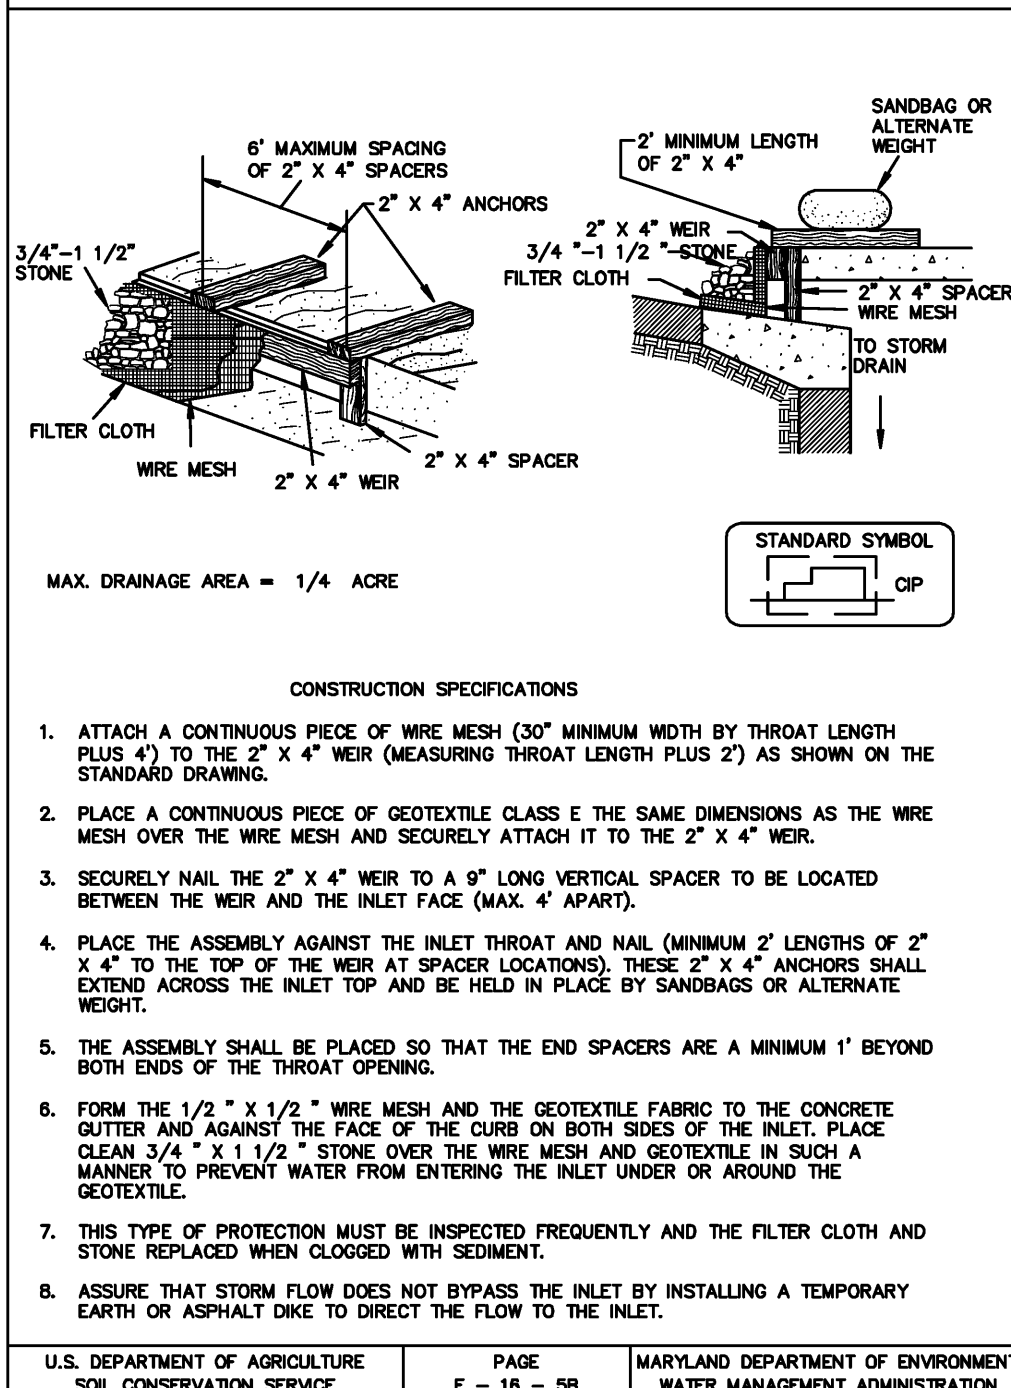 6' MAXIMUM SPACING
OF 2" X 4" SPACERS
2" X 4" ANCHORS
3/4"-1 1/2"
STONE
FILTER CLOTH
WIRE MESH
2" X 4" WEIR
2" X 4" SPACER
SANDBAG OR
ALTERNATE
WEIGHT
2' MINIMUM LENGTH
OF 2" X 4"
2" X 4" WEIR
3/4 "-1 1/2 "-STONE
FILTER CLOTH
2" X 4" SPACER
WIRE MESH
TO STORM
DRAIN
STANDARD SYMBOL
CIP
MAX. DRAINAGE AREA = 1/4 ACRE
CONSTRUCTION SPECIFICATIONS
1. ATTACH A CONTINUOUS PIECE OF WIRE MESH (30" MINIMUM WIDTH BY THROAT LENGTH
PLUS 4') TO THE 2" X 4" WEIR (MEASURING THROAT LENGTH PLUS 2') AS SHOWN ON THE
STANDARD DRAWING.
2. PLACE A CONTINUOUS PIECE OF GEOTEXTILE CLASS E THE SAME DIMENSIONS AS THE WIRE
MESH OVER THE WIRE MESH AND SECURELY ATTACH IT TO THE 2" X 4" WEIR.
3. SECURELY NAIL THE 2" X 4" WEIR TO A 9" LONG VERTICAL SPACER TO BE LOCATED
BETWEEN THE WEIR AND THE INLET FACE (MAX. 4' APART).
4. PLACE THE ASSEMBLY AGAINST THE INLET THROAT AND NAIL (MINIMUM 2' LENGTHS OF 2"
X 4" TO THE TOP OF THE WEIR AT SPACER LOCATIONS). THESE 2" X 4" ANCHORS SHALL
EXTEND ACROSS THE INLET TOP AND BE HELD IN PLACE BY SANDBAGS OR ALTERNATE
WEIGHT.
5. THE ASSEMBLY SHALL BE PLACED SO THAT THE END SPACERS ARE A MINIMUM 1' BEYOND
BOTH ENDS OF THE THROAT OPENING.
6. FORM THE 1/2 " X 1/2 " WIRE MESH AND THE GEOTEXTILE FABRIC TO THE CONCRETE
GUTTER AND AGAINST THE FACE OF THE CURB ON BOTH SIDES OF THE INLET. PLACE
CLEAN 3/4 " X 1 1/2 " STONE OVER THE WIRE MESH AND GEOTEXTILE IN SUCH A
MANNER TO PREVENT WATER FROM ENTERING THE INLET UNDER OR AROUND THE
GEOTEXTILE.
7. THIS TYPE OF PROTECTION MUST BE INSPECTED FREQUENTLY AND THE FILTER CLOTH AND
STONE REPLACED WHEN CLOGGED WITH SEDIMENT.
8. ASSURE THAT STORM FLOW DOES NOT BYPASS THE INLET BY INSTALLING A TEMPORARY
EARTH OR ASPHALT DIKE TO DIRECT THE FLOW TO THE INLET.
U.S. DEPARTMENT OF AGRICULTURE
SOIL CONSERVATION SERVICE
PAGE
E - 16 - 5B
MARYLAND DEPARTMENT OF ENVIRONMENT
WATER MANAGEMENT ADMINISTRATION